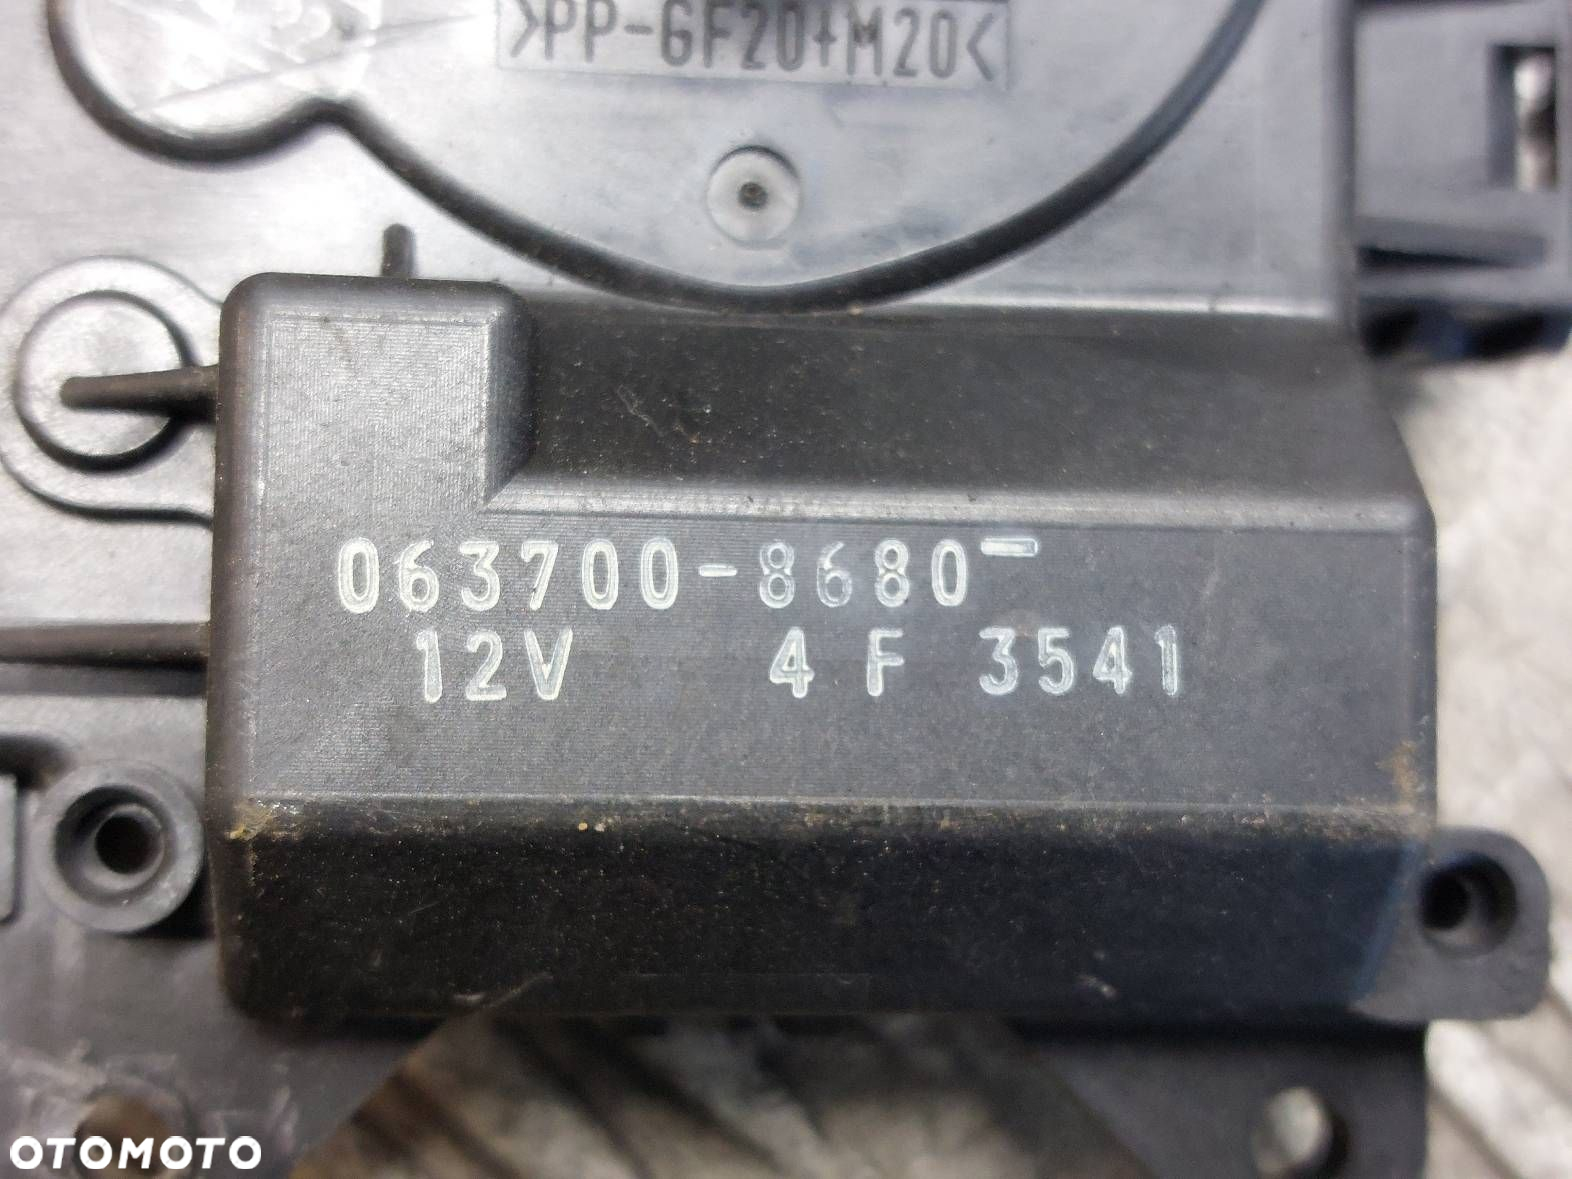 >PP-GF20+M20<
063700-8680
12V 4 F 3541
OTOMOTO